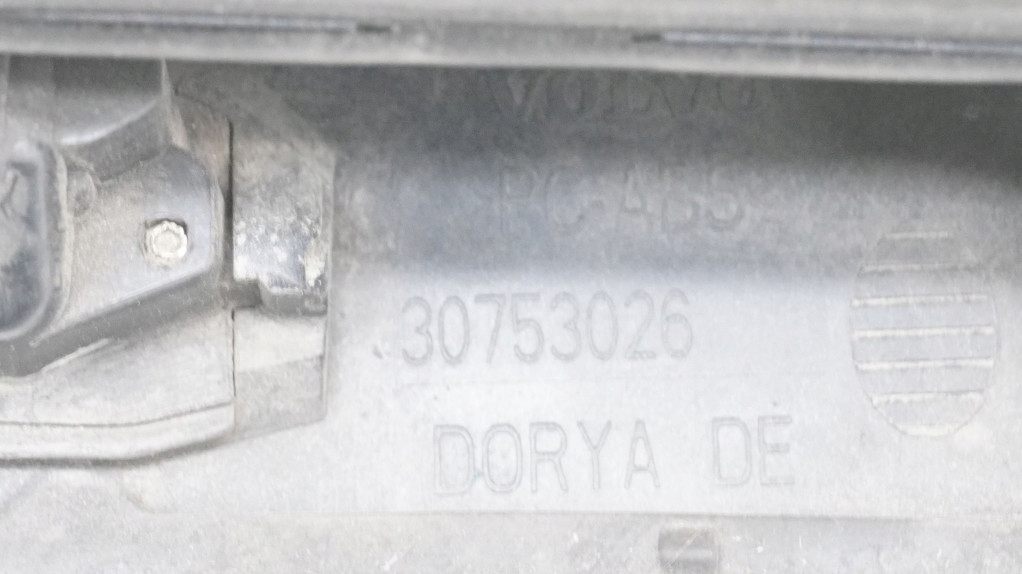 VOLVO
PC-ABS
30753026
DORYA DE